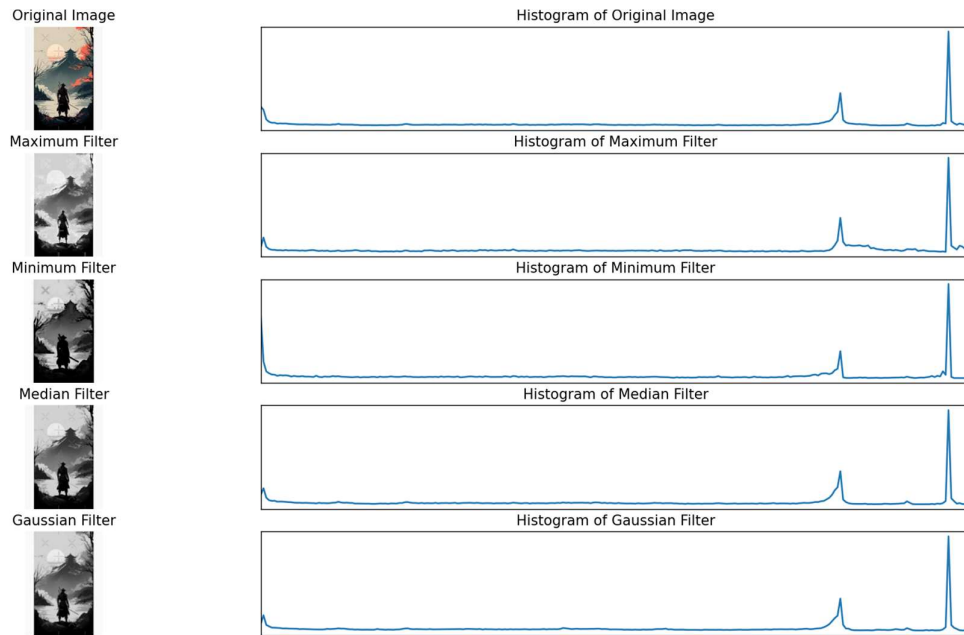 Original Image
Histogram of Original Image
Maximum Filter
Histogram of Maximum Filter
Minimum Filter
Histogram of Minimum Filter
Median Filter
Histogram of Median Filter
Gaussian Filter
Histogram of Gaussian Filter